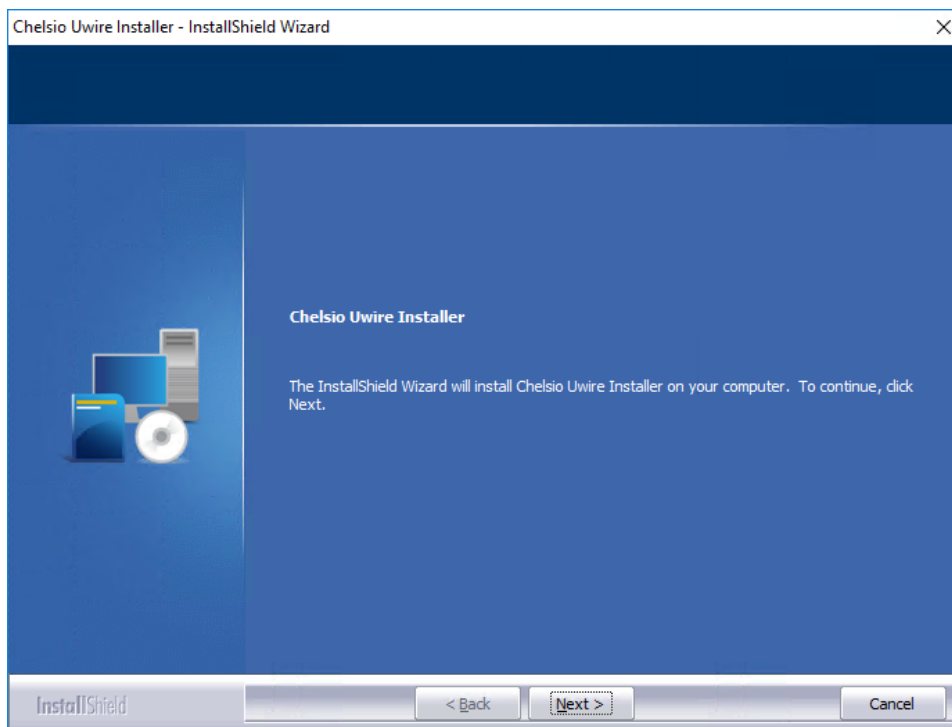 Chelsio Uwire Installer - InstallShield Wizard
Chelsio Uwire Installer
The InstallShield Wizard will install Chelsio Uwire Installer on your computer. To continue, click
Next.
InstallShield
< Back
Next >
Cancel